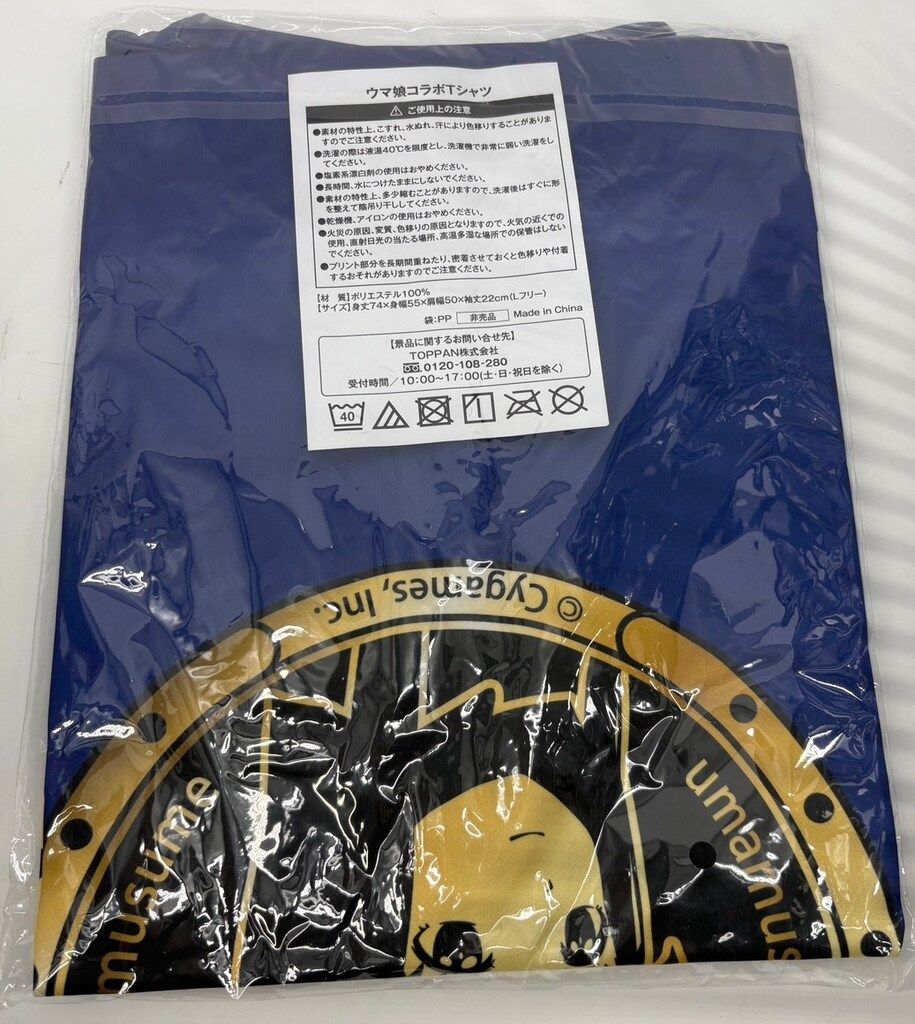 ウマ娘コラボTシャツ
⚠ ご使用上の注意
●素材の特性上、こすれ、水ぬれ、汗により色移りすることがありま
すのでご注意ください。
●洗濯の際は液温40℃を限度とし、洗濯機で非常に弱い洗濯をし
てください。
●塩素系漂白剤の使用はおやめください。
●長時間、水につけたままにしないでください。
●素材の特性上、多少縮むことがありますので、洗濯後はすぐに形
を整えて陰吊り干ししてください。
●乾燥機、アイロンの使用はおやめください。
●火災の原因、変質、色移りの原因となりますので、火気の近くでの
使用、直射日光の当たる場所、高温多湿な場所での保管はしない
でください。
●プリント部分を長期間重ねたり、密着させておくと色移りや付着
するおそれがありますのでご注意ください。
【材　質】ポリエステル100%
【サイズ】身丈74×身幅55×肩幅50×袖丈22cm(Lフリー)
袋:PP 非売品 Made in China
【景品に関するお問い合せ先】
TOPPAN株式会社
0120-108-280
受付時間／10:00～17:00(土・日・祝日を除く)
40
© Cygames, Inc.
musume
umamus